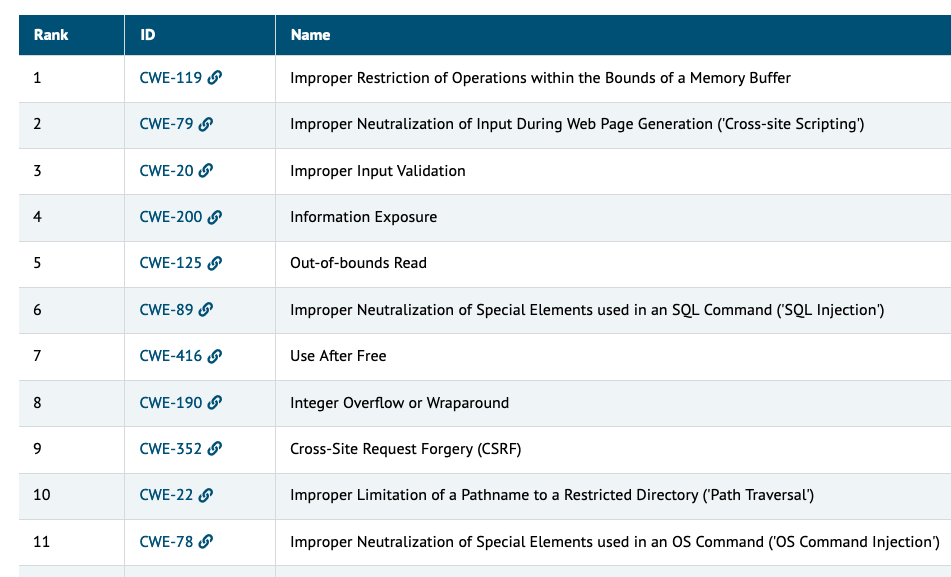 Rank ID Name
1 CWE-119 Improper Restriction of Operations within the Bounds of a Memory Buffer
2 CWE-79 Improper Neutralization of Input During Web Page Generation ('Cross-site Scripting')
3 CWE-20 Improper Input Validation
4 CWE-200 Information Exposure
5 CWE-125 Out-of-bounds Read
6 CWE-89 Improper Neutralization of Special Elements used in an SQL Command ('SQL Injection')
7 CWE-416 Use After Free
8 CWE-190 Integer Overflow or Wraparound
9 CWE-352 Cross-Site Request Forgery (CSRF)
10 CWE-22 Improper Limitation of a Pathname to a Restricted Directory ('Path Traversal')
11 CWE-78 Improper Neutralization of Special Elements used in an OS Command ('OS Command Injection')